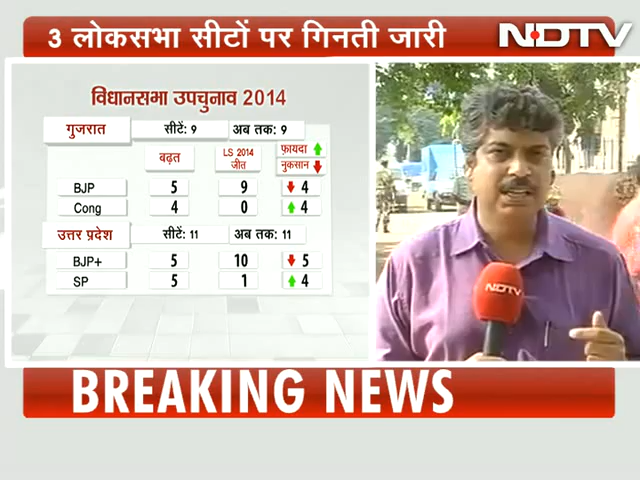 3 लोकसभा सीटों पर गिनती जारी
NDTV
विधानसभा उपचुनाव 2014
गुजरात सीटें: 9 अब तक: 9
बढ़त LS 2014 जीत फ़ायदा नुकसान
BJP 5 9 4
Cong 4 0 4
उत्तर प्रदेश सीटें: 11 अब तक: 11
BJP+ 5 10 5
SP 5 1 4
NDTV
BREAKING NEWS